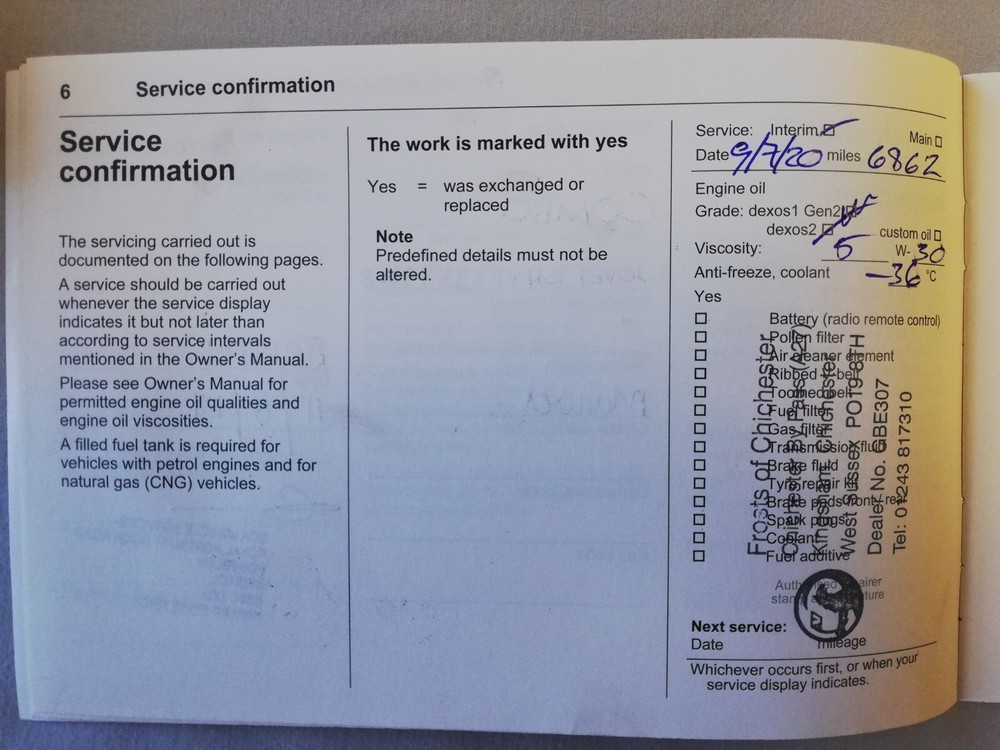 6 Service confirmation
Service
confirmation
The servicing carried out is
documented on the following pages.
A service should be carried out
whenever the service display
indicates it but not later than
according to service intervals
mentioned in the Owner's Manual.
Please see Owner's Manual for
permitted engine oil qualities and
engine oil viscosities.
A filled fuel tank is required for
vehicles with petrol engines and for
natural gas (CNG) vehicles.
The work is marked with yes
Yes = was exchanged or
replaced
Note
Predefined details must not be
altered.
Service: Interim Main
Date 9/7/20 miles 6862
Engine oil
Grade: dexos1 Gen2
dexos2 custom oil
Viscosity: 5 W- 30
Anti-freeze, coolant -36 °C
Yes
Battery (radio remote control)
Pollen filter
Air cleaner element
Ribbed V-belt
Toothed belt
Fuel filter
Gas filter
Transmission fluid
Brake fluid
Tyre repair kit
Brake pads front/rear
Spark plugs
Coolant
Fuel additive
Authorised repairer
stamp and signature
Frosts of Chichester
Chichester By-Pass (A27)
Kingsham Chichester
West Sussex PO19 8TH
Dealer No. GBE307
Tel: 01243 817310
Next service:
Date mileage
Whichever occurs first, or when your
service display indicates.